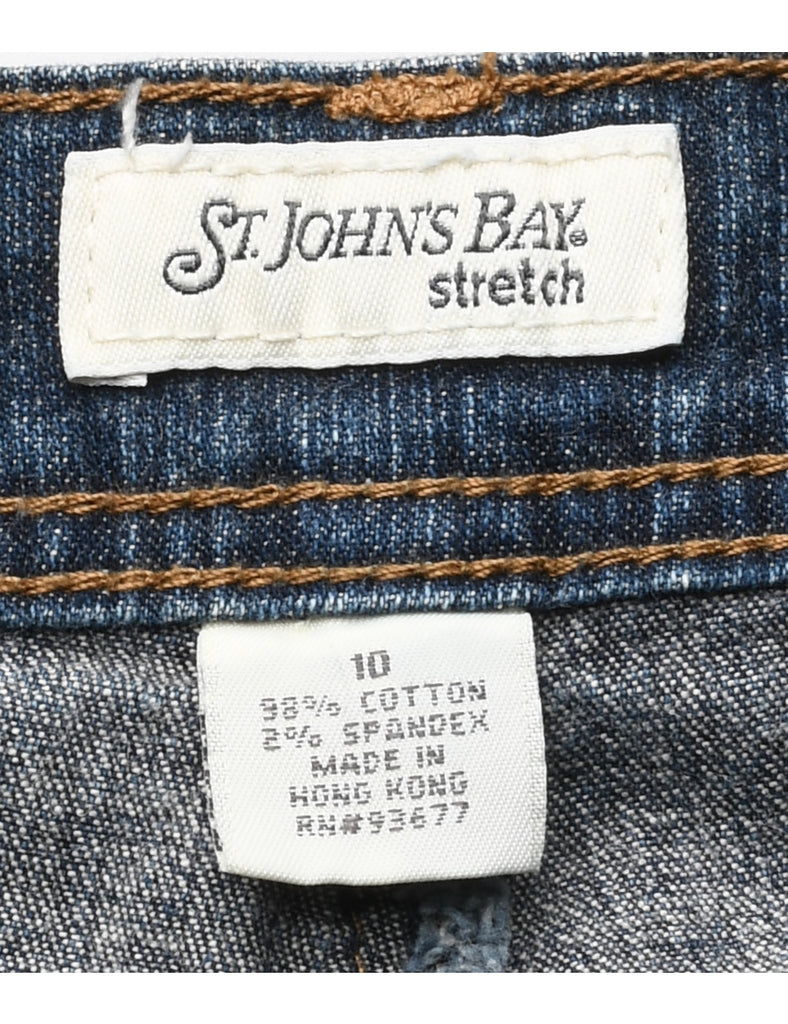 ST. JOHN'S BAY®
stretch
10
98% COTTON
2% SPANDEX
MADE IN
HONG KONG
RN#93677